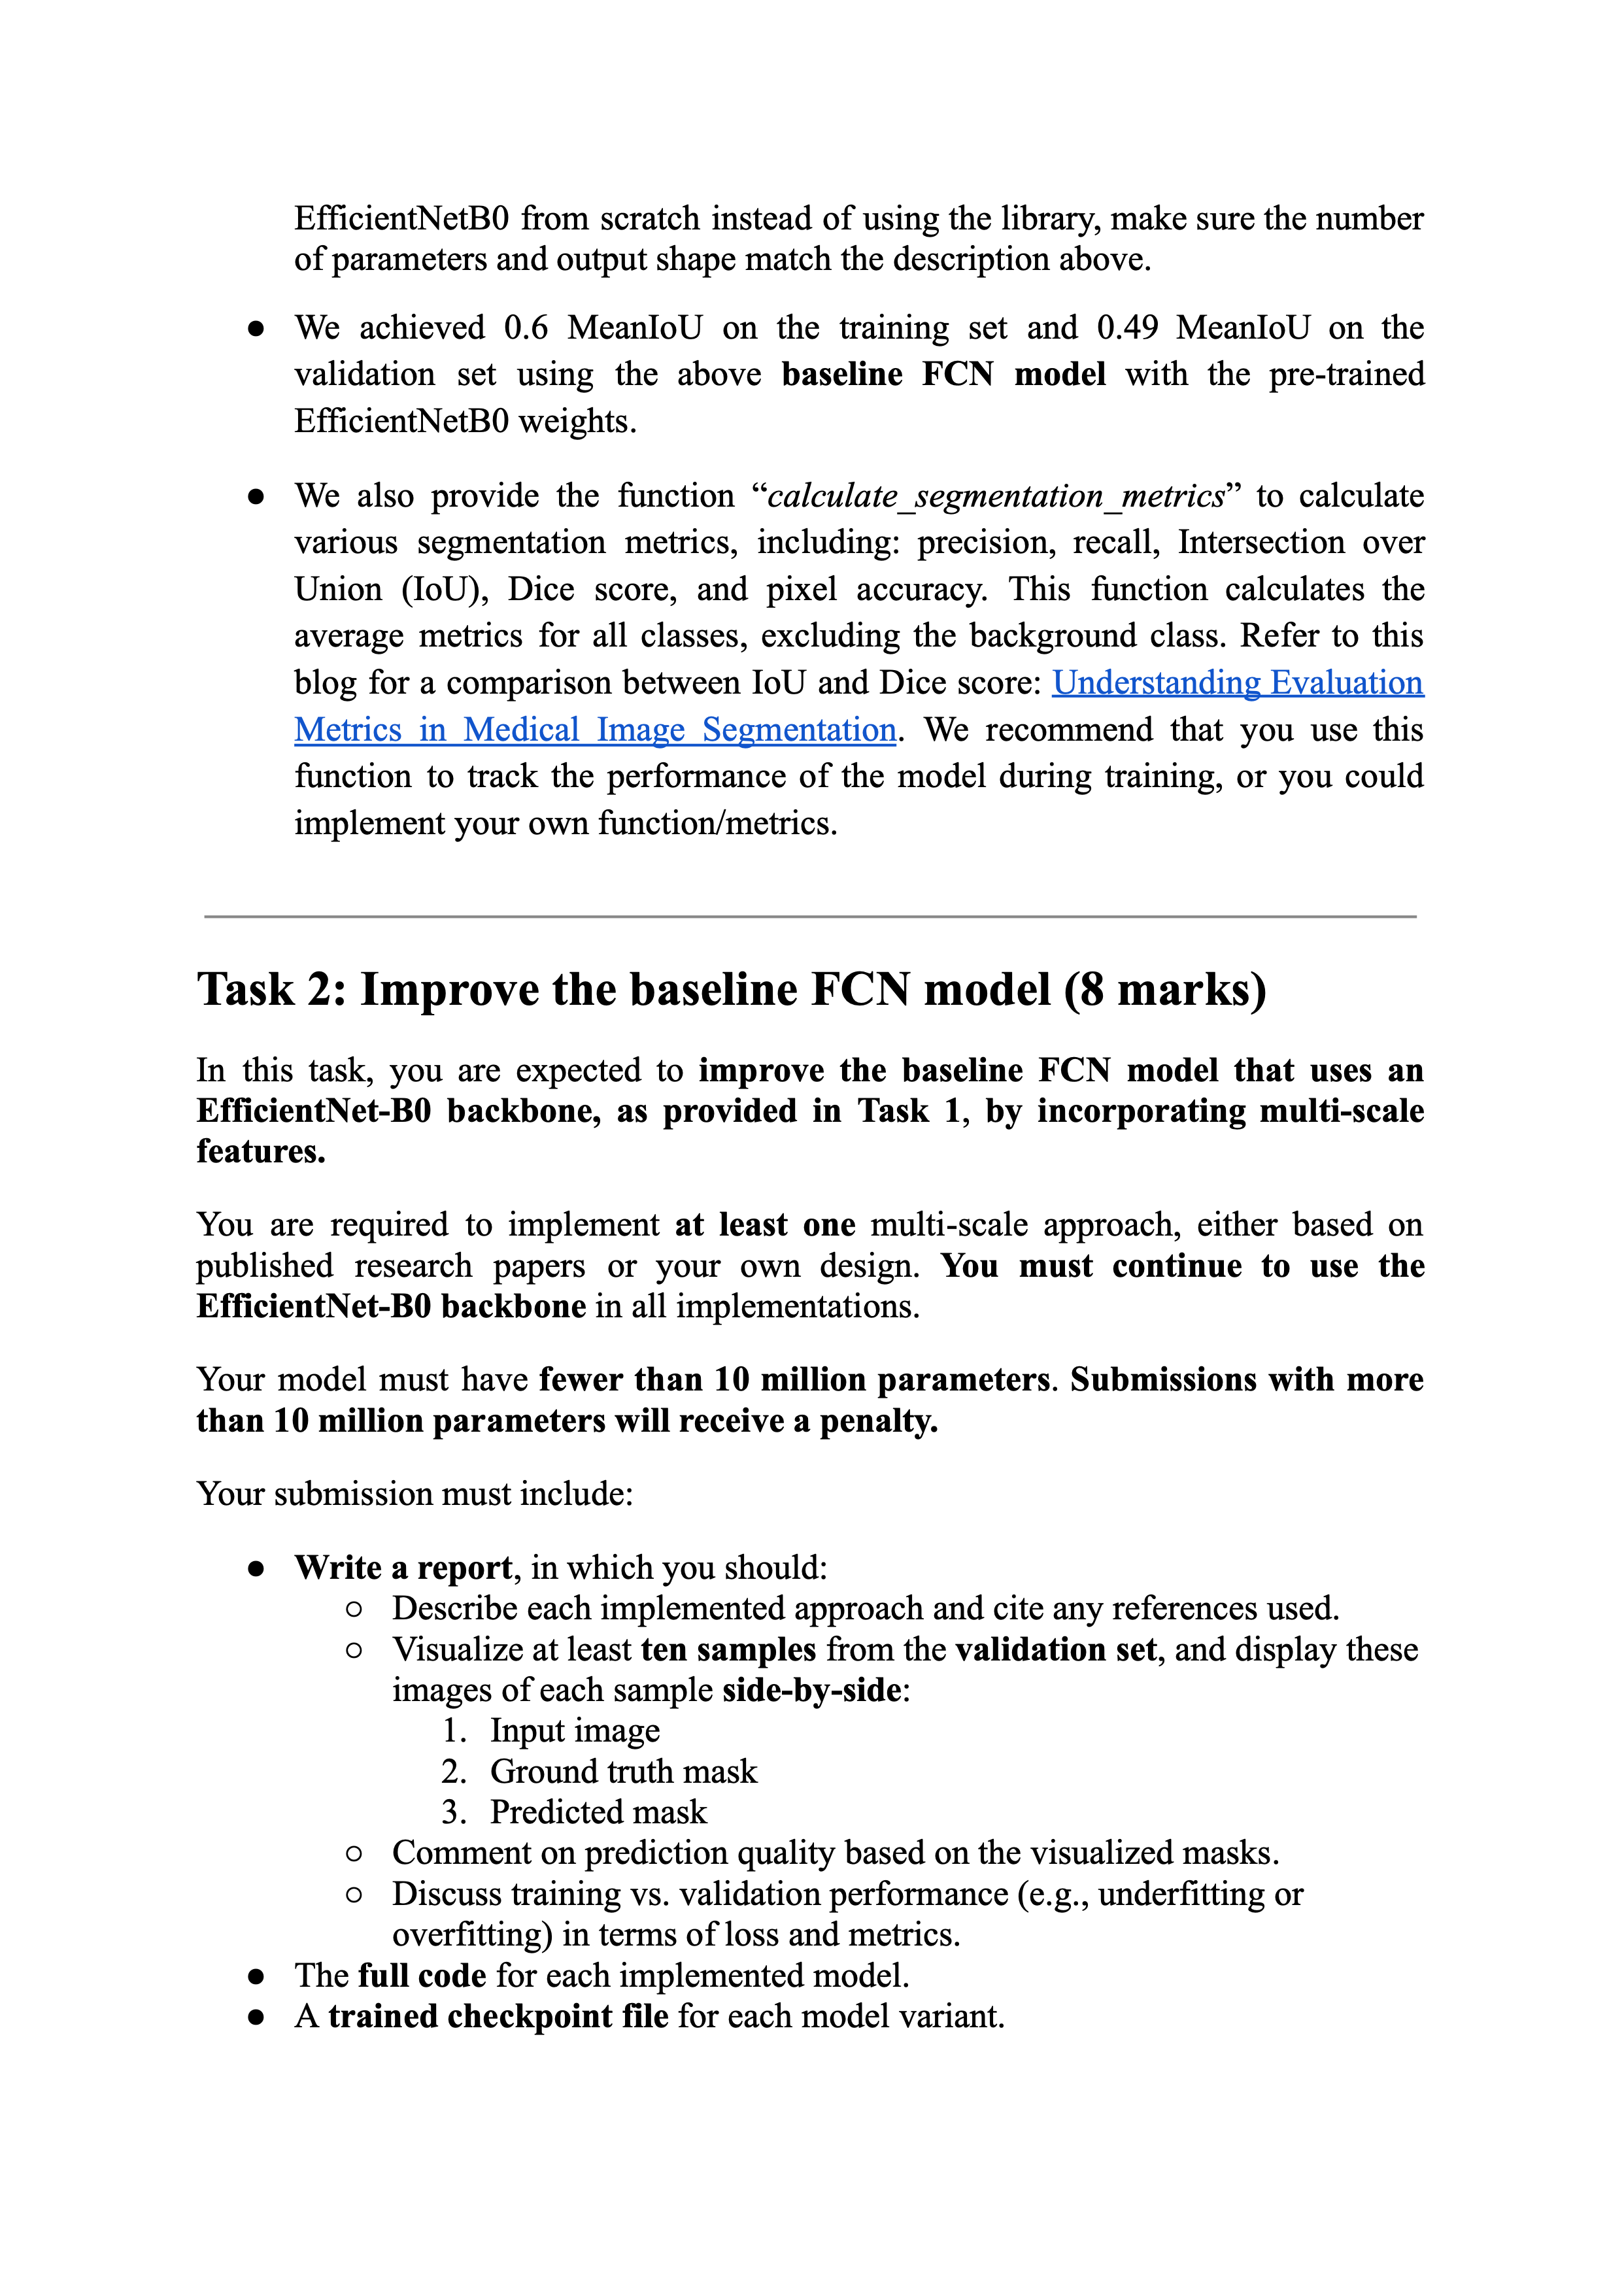 EfficientNetB0 from scratch instead of using the library, make sure the number
of parameters and output shape match the description above.
● We achieved 0.6 MeanIoU on the training set and 0.49 MeanIoU on the
validation set using the above baseline FCN model with the pre-trained
EfficientNetB0 weights.
● We also provide the function “calculate_segmentation_metrics” to calculate
various segmentation metrics, including: precision, recall, Intersection over
Union (IoU), Dice score, and pixel accuracy. This function calculates the
average metrics for all classes, excluding the background class. Refer to this
blog for a comparison between IoU and Dice score: Understanding Evaluation
Metrics in Medical Image Segmentation. We recommend that you use this
function to track the performance of the model during training, or you could
implement your own function/metrics.
Task 2: Improve the baseline FCN model (8 marks)
In this task, you are expected to improve the baseline FCN model that uses an
EfficientNet-B0 backbone, as provided in Task 1, by incorporating multi-scale
features.
You are required to implement at least one multi-scale approach, either based on
published research papers or your own design. You must continue to use the
EfficientNet-B0 backbone in all implementations.
Your model must have fewer than 10 million parameters. Submissions with more
than 10 million parameters will receive a penalty.
Your submission must include:
● Write a report, in which you should:
○ Describe each implemented approach and cite any references used.
○ Visualize at least ten samples from the validation set, and display these
images of each sample side-by-side:
1. Input image
2. Ground truth mask
3. Predicted mask
○ Comment on prediction quality based on the visualized masks.
○ Discuss training vs. validation performance (e.g., underfitting or
overfitting) in terms of loss and metrics.
● The full code for each implemented model.
● A trained checkpoint file for each model variant.